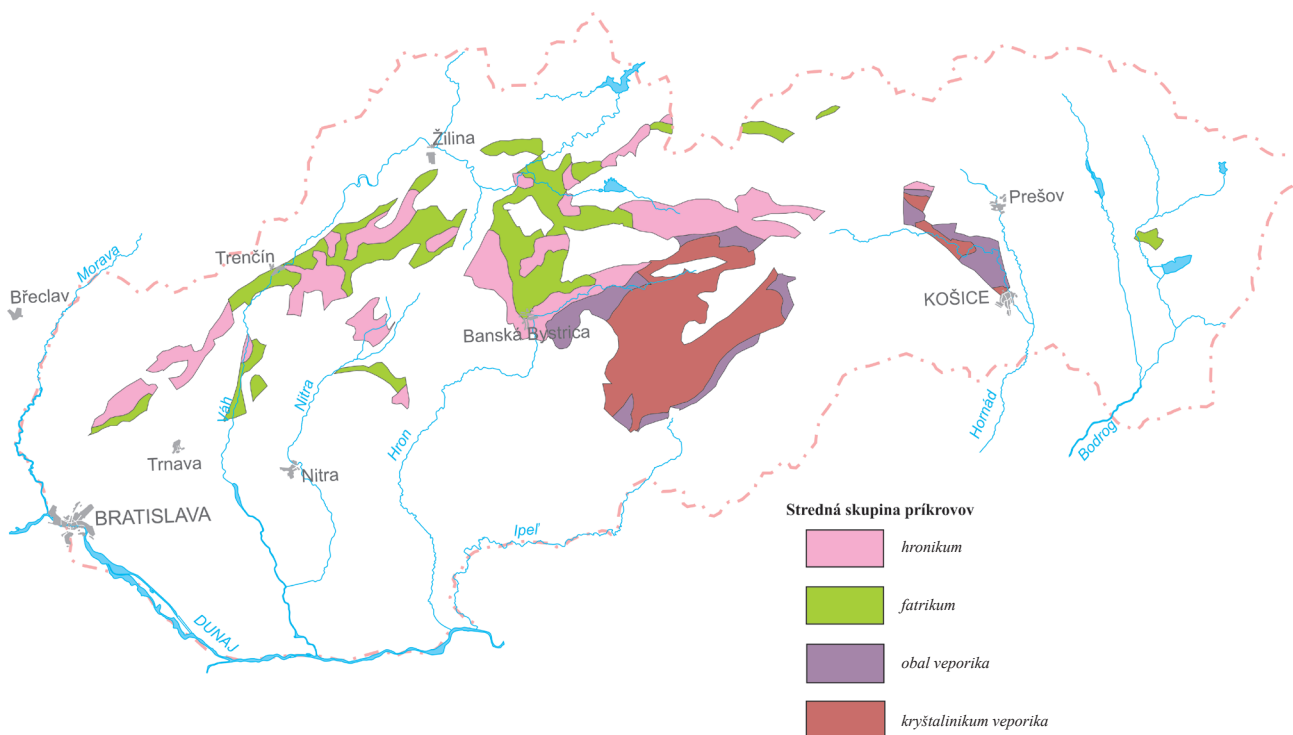 Žilina
Prešov
Morava
Trenčín
Břeclav
KOŠICE
Banská Bystrica
Váh
Nitra
Hron
Hornád
Bodrog
Trnava
Nitra
BRATISLAVA
Ipeľ
DUNAJ
Stredná skupina príkrovov
hronikum
fatrikum
obal veporika
kryštalinikum veporika